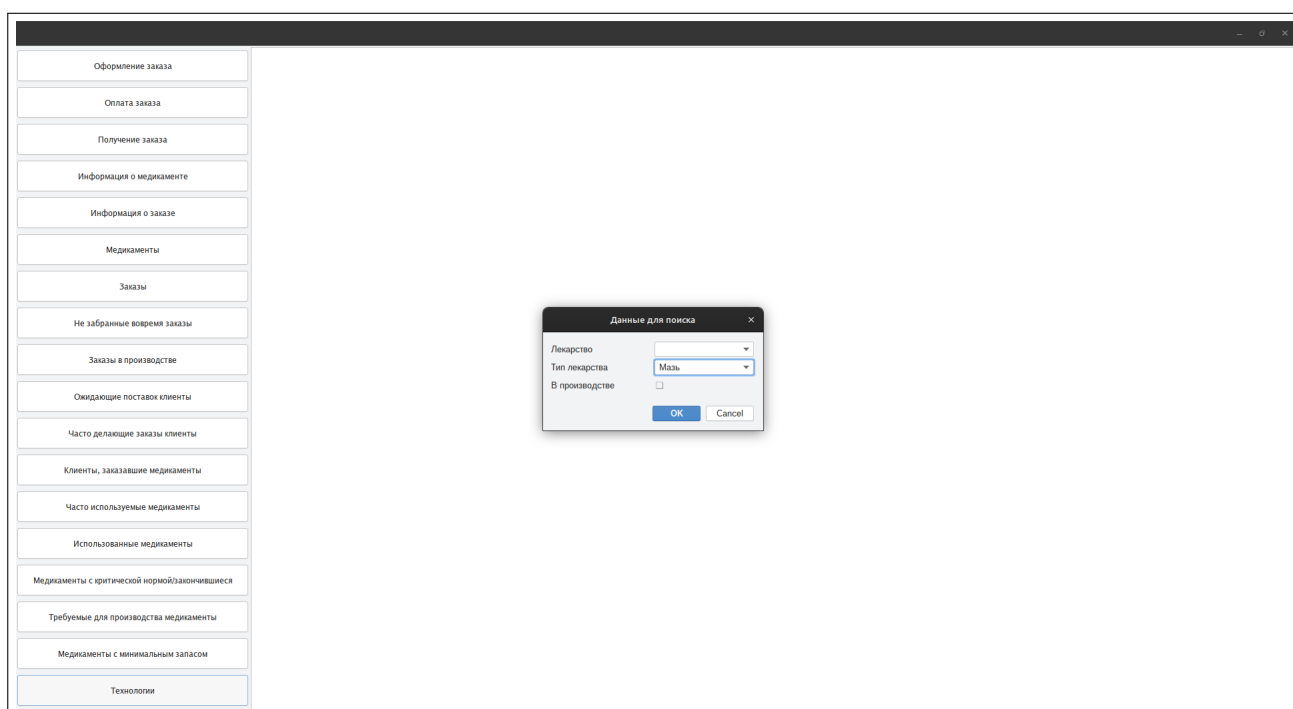 Оформление заказа
Оплата заказа
Получение заказа
Информация о медикаменте
Информация о заказе
Медикаменты
Заказы
Не забранные вовремя заказы
Заказы в производстве
Ожидающие поставок клиенты
Часто делающие заказы клиенты
Клиенты, заказавшие медикаменты
Часто используемые медикаменты
Использованные медикаменты
Медикаменты с критической нормой/закончившиеся
Требуемые для производства медикаменты
Медикаменты с минимальным запасом
Технологии
Данные для поиска
Лекарство
Тип лекарства Мазь
В производстве
OK Cancel